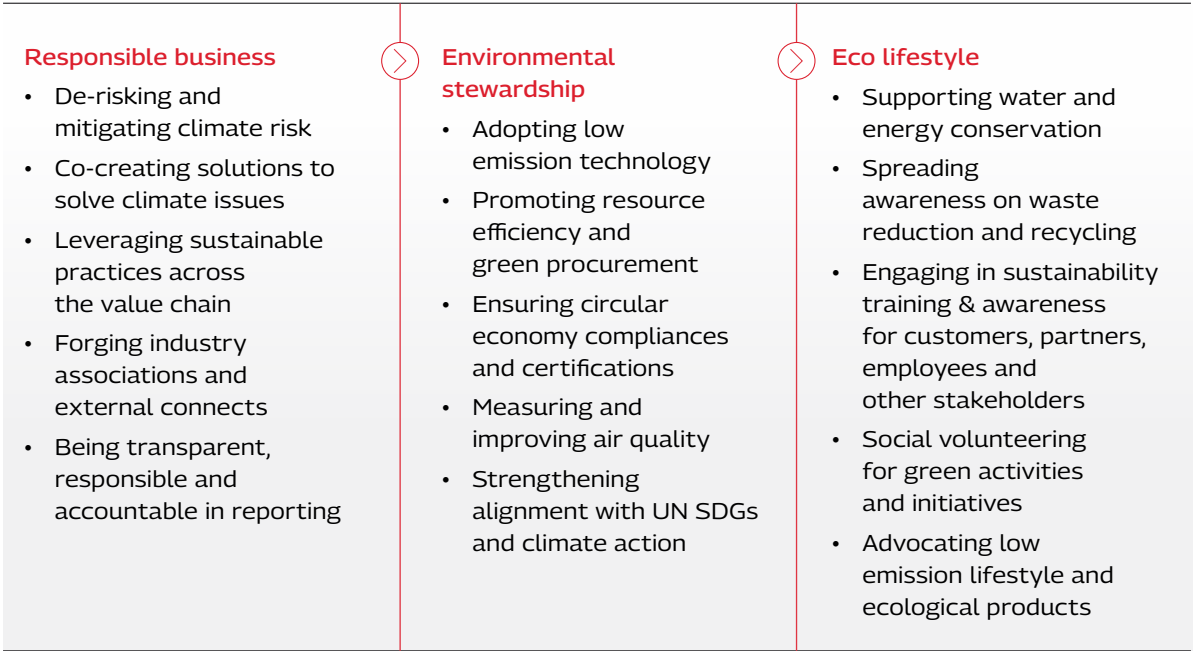 Responsible business
• De-risking and
mitigating climate risk
• Co-creating solutions to
solve climate issues
• Leveraging sustainable
practices across
the value chain
• Forging industry
associations and
external connects
• Being transparent,
responsible and
accountable in reporting
Environmental
stewardship
• Adopting low
emission technology
• Promoting resource
efficiency and
green procurement
• Ensuring circular
economy compliances
and certifications
• Measuring and
improving air quality
• Strengthening
alignment with UN SDGs
and climate action
Eco lifestyle
• Supporting water and
energy conservation
• Spreading
awareness on waste
reduction and recycling
• Engaging in sustainability
training & awareness
for customers, partners,
employees and
other stakeholders
• Social volunteering
for green activities
and initiatives
• Advocating low
emission lifestyle and
ecological products